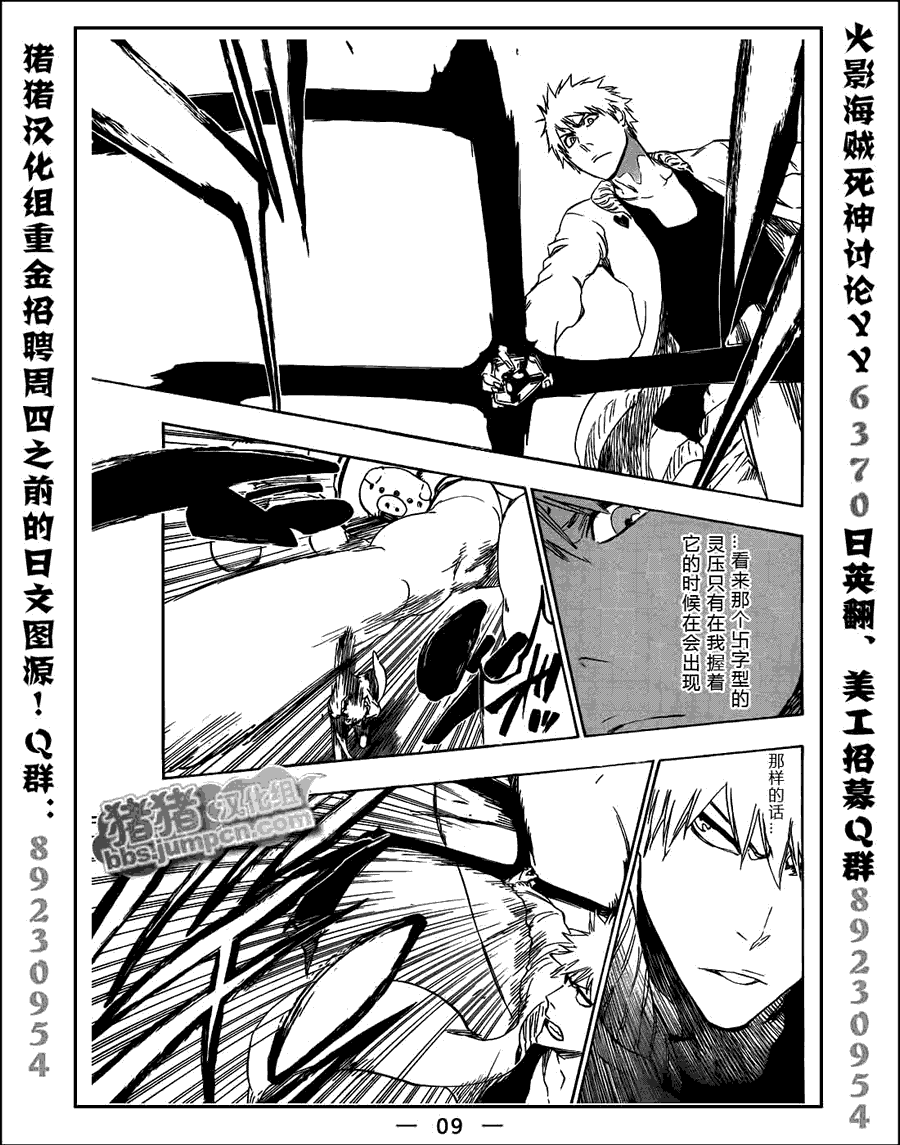 火影海贼死神讨论YY6370日英翻、美工招募Q群89230954
猪猪汉化组重金招聘周四之前的日文图源！Q群：89230954
…看来那个卐字型的
灵压只有在我握着
它的时候在会出现
那样的话…
猪猪汉化组
bbs.jumpcn.com
— 09 —